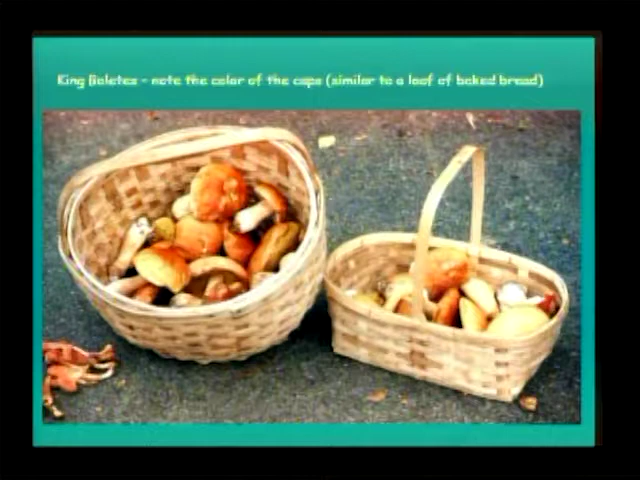 King Boletes - note the color of the caps (similar to a loaf of baked bread)